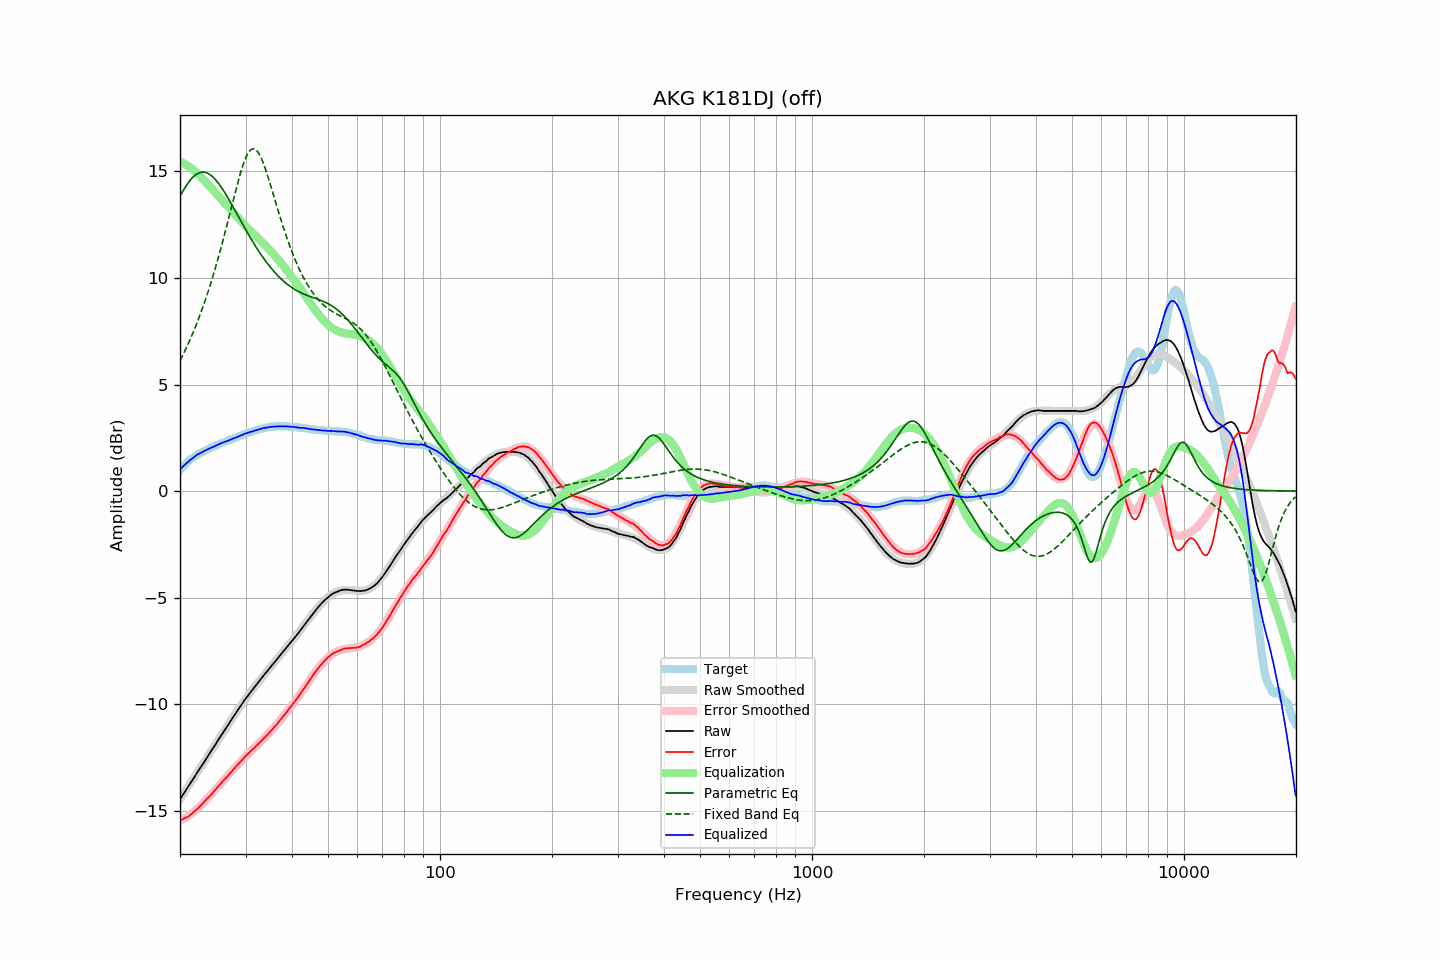 AKG K181DJ (off)
Amplitude (dBr)
15
10
5
0
−5
−10
−15
100
1000
10000
Frequency (Hz)
Target
Raw Smoothed
Error Smoothed
Raw
Error
Equalization
Parametric Eq
Fixed Band Eq
Equalized